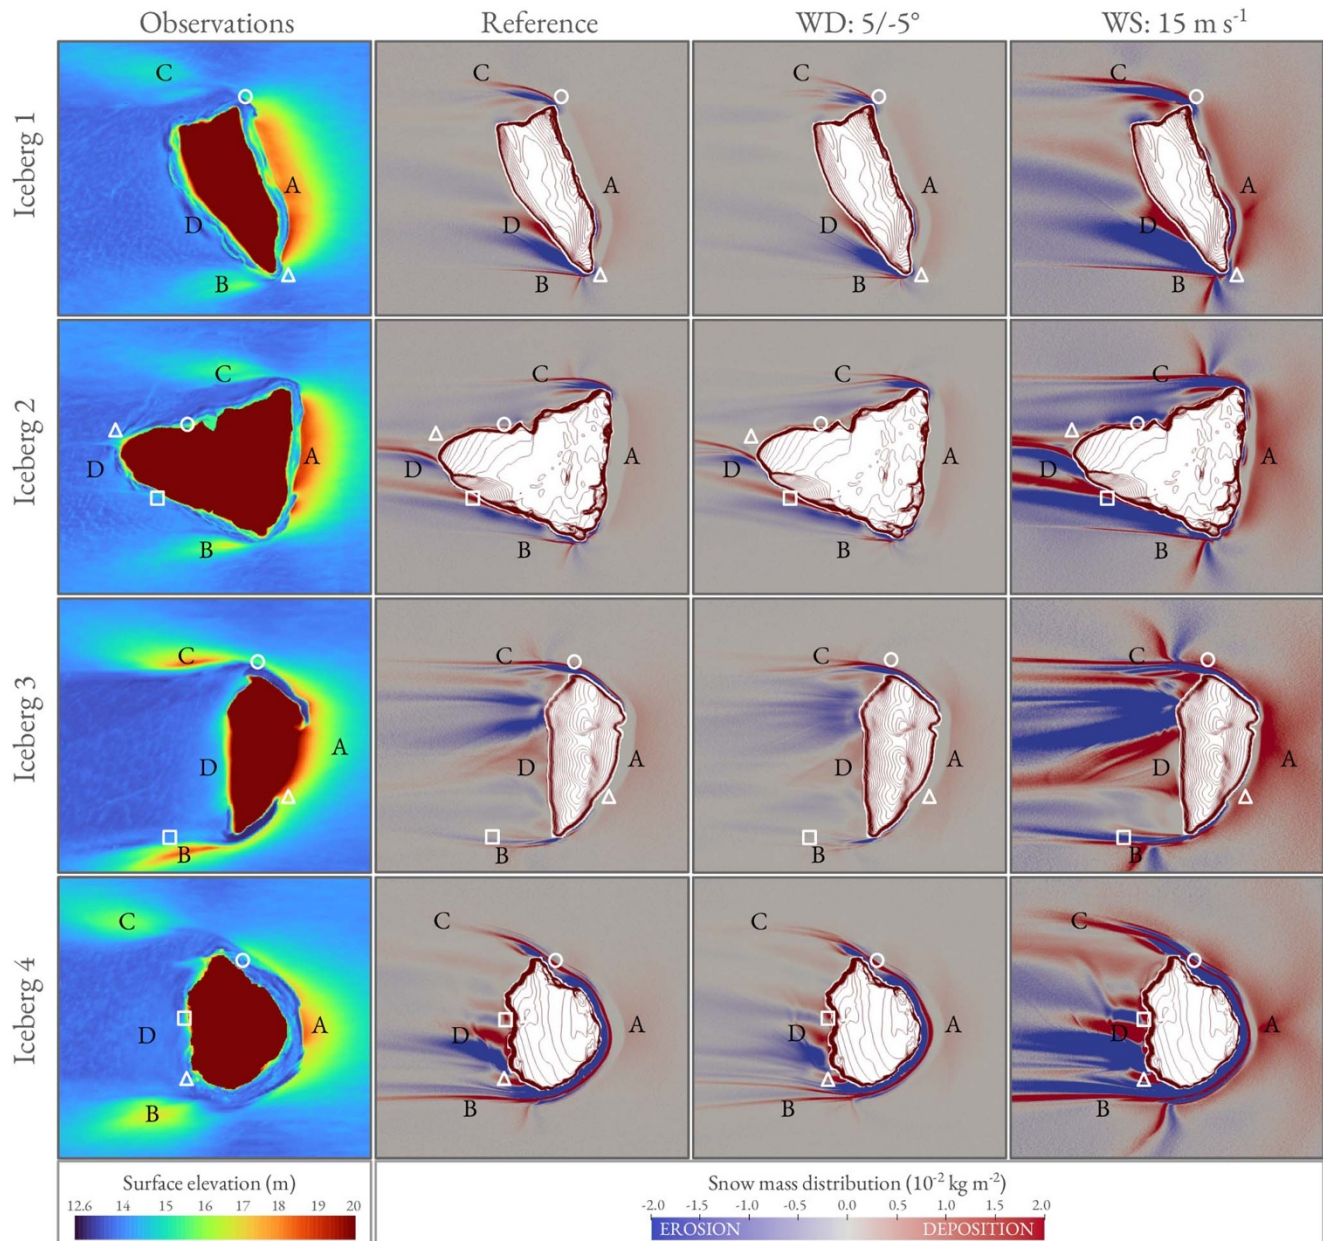 Observations Reference WD: 5/-5° WS: 15 m s⁻¹
Iceberg 1
C C C C
A A A A
D D D D
B B B B
Iceberg 2
C C C C
D A D A D A D A
B B B B
Iceberg 3
C C C C
D A D A D A D A
B B B B
Iceberg 4
C C C C
D A D A D A D A
B B B B
Surface elevation (m)
12.6 14 15 16 17 18 19 20
Snow mass distribution (10⁻² kg m⁻²)
-2.0 -1.5 -1.0 -0.5 0.0 0.5 1.0 1.5 2.0
EROSION DEPOSITION